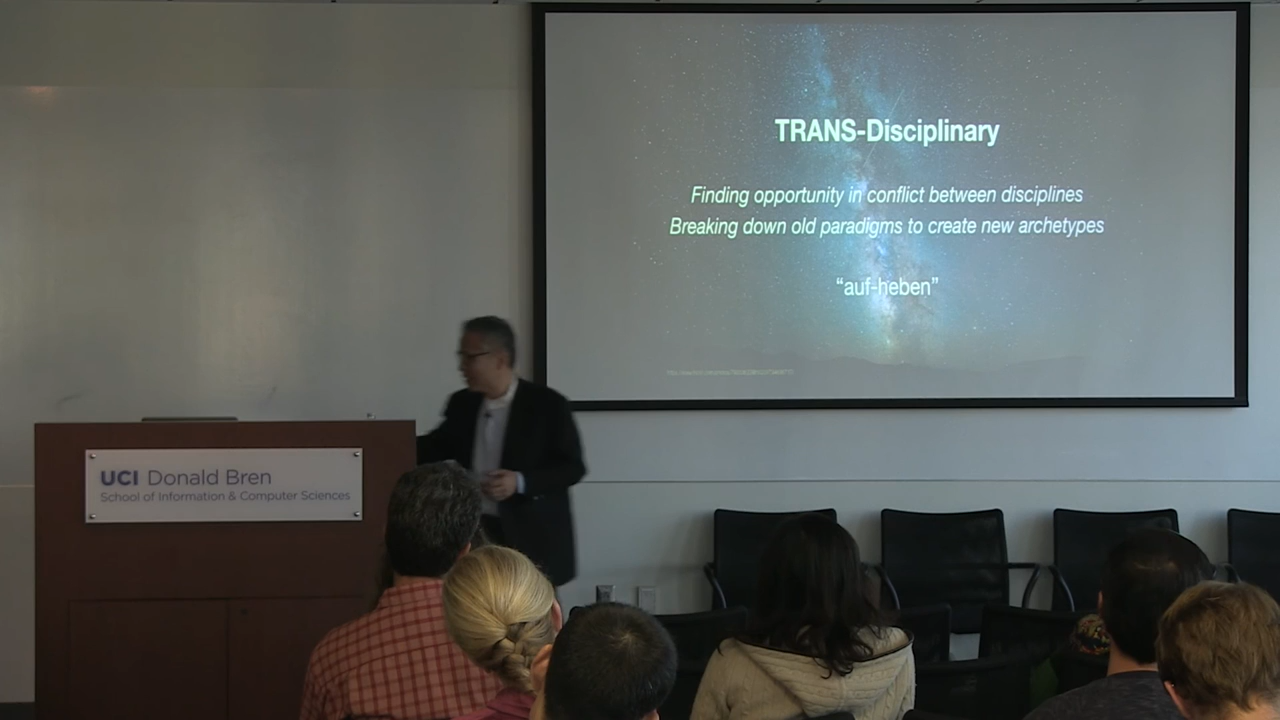 TRANS-Disciplinary
Finding opportunity in conflict between disciplines
Breaking down old paradigms to create new archetypes
“auf-heben”
UCI Donald Bren
School of Information & Computer Sciences